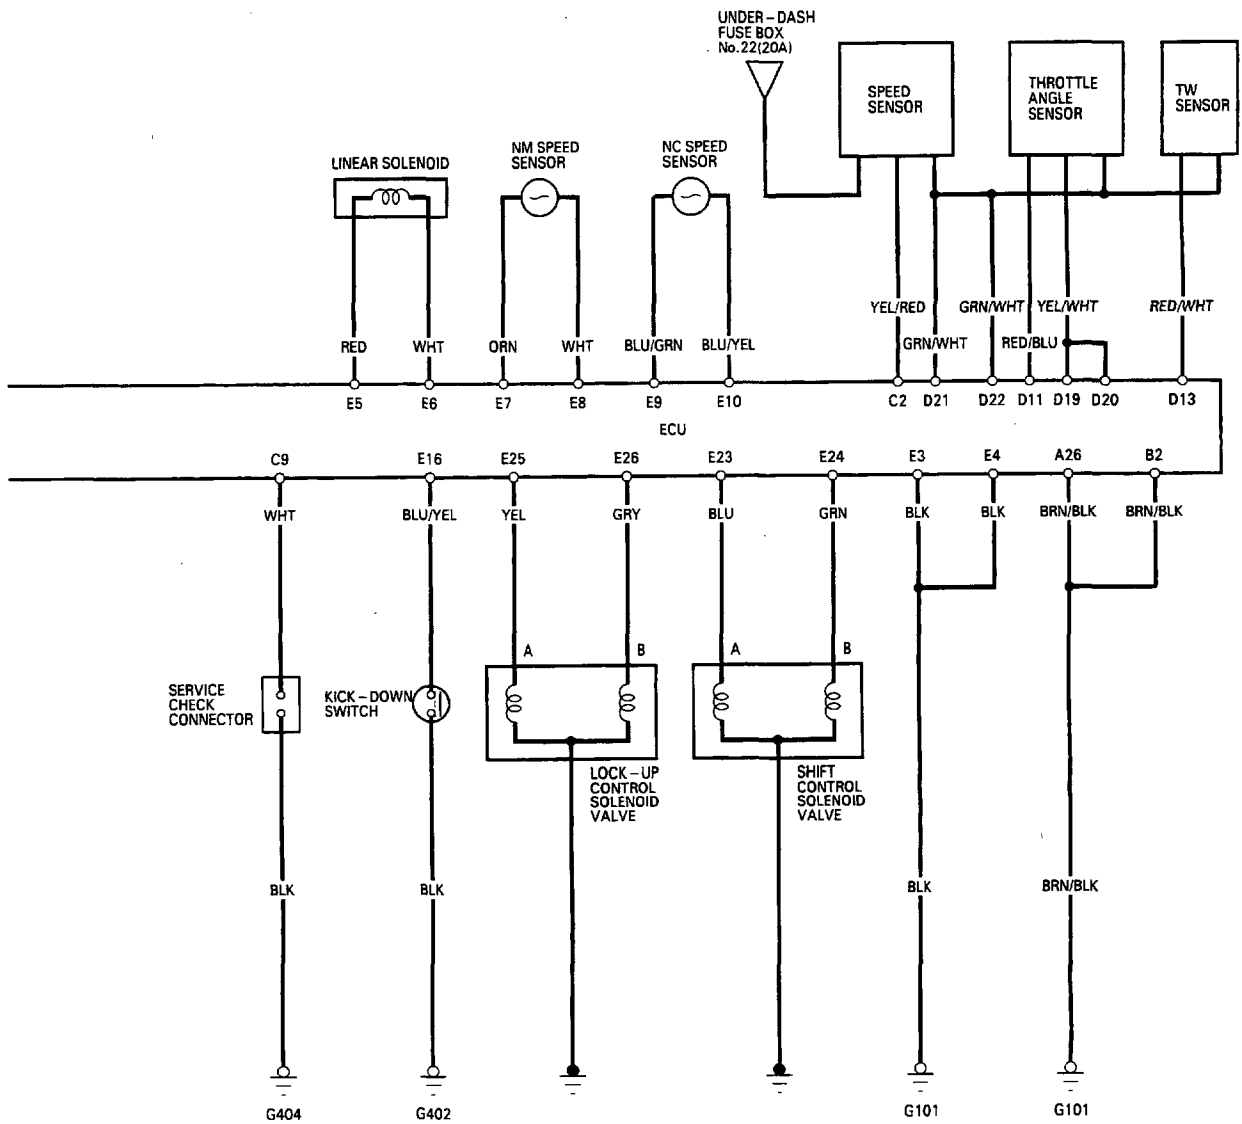 UNDER-DASH
FUSE BOX
No.22(20A)
SPEED
SENSOR
THROTTLE
ANGLE
SENSOR
TW
SENSOR
LINEAR SOLENOID
NM SPEED
SENSOR
NC SPEED
SENSOR
YEL/RED
GRN/WHT
YEL/WHT
RED/WHT
RED
WHT
ORN
WHT
BLU/GRN
BLU/YEL
GRN/WHT
RED/BLU
E5
E6
E7
E8
E9
E10
C2
D21
D22
D11
D19
D20
D13
ECU
C9
E16
E25
E26
E23
E24
E3
E4
A26
B2
WHT
BLU/YEL
YEL
GRY
BLU
GRN
BLK
BLK
BRN/BLK
BRN/BLK
A
B
A
B
SERVICE
CHECK
CONNECTOR
KICK-DOWN
SWITCH
LOCK-UP
CONTROL
SOLENOID
VALVE
SHIFT
CONTROL
SOLENOID
VALVE
BLK
BLK
BLK
BRN/BLK
G404
G402
G101
G101